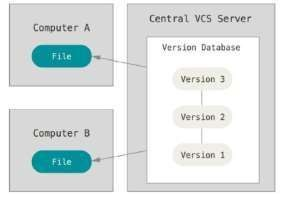 Computer A
File
Computer B
File
Central VCS Server
Version Database
Version 3
Version 2
Version 1